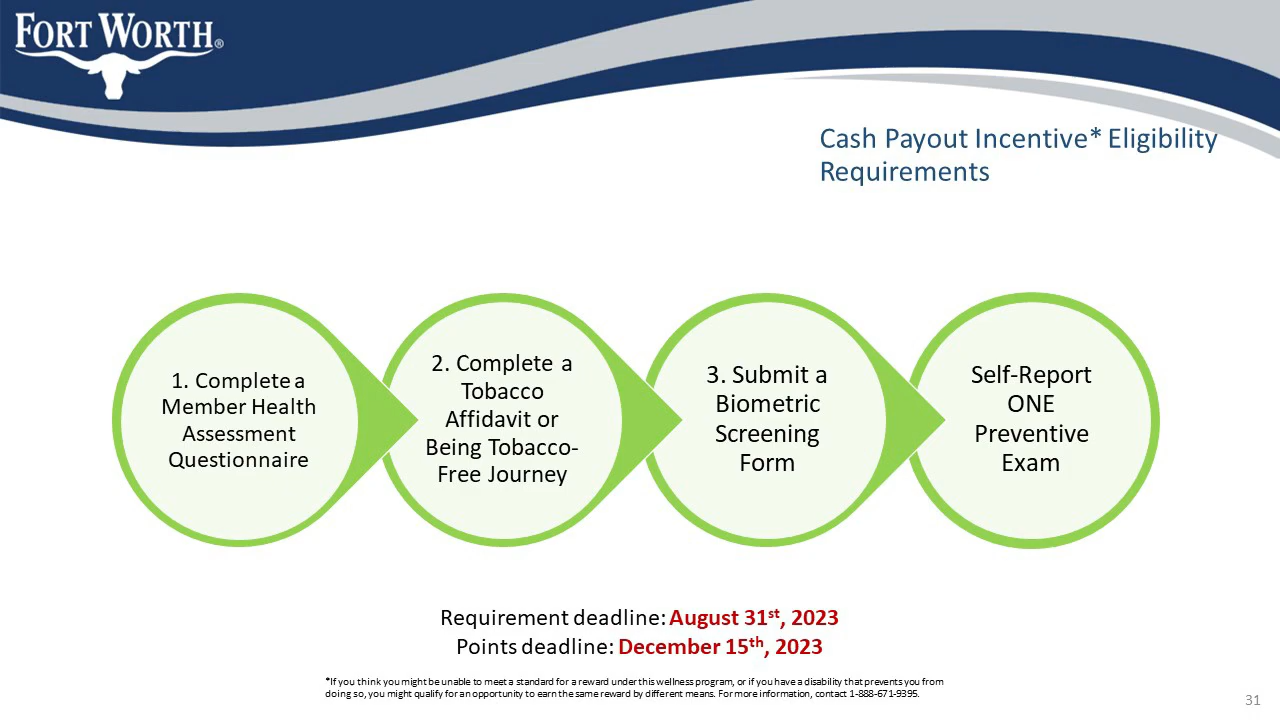 FORT WORTH®
Cash Payout Incentive* Eligibility
Requirements
1. Complete a
Member Health
Assessment
Questionnaire
2. Complete a
Tobacco
Affidavit or
Being Tobacco-
Free Journey
3. Submit a
Biometric
Screening
Form
Self-Report
ONE
Preventive
Exam
Requirement deadline: August 31st, 2023
Points deadline: December 15th, 2023
*If you think you might be unable to meet a standard for a reward under this wellness program, or if you have a disability that prevents you from
doing so, you might qualify for an opportunity to earn the same reward by different means. For more information, contact 1-888-671-9395.
31